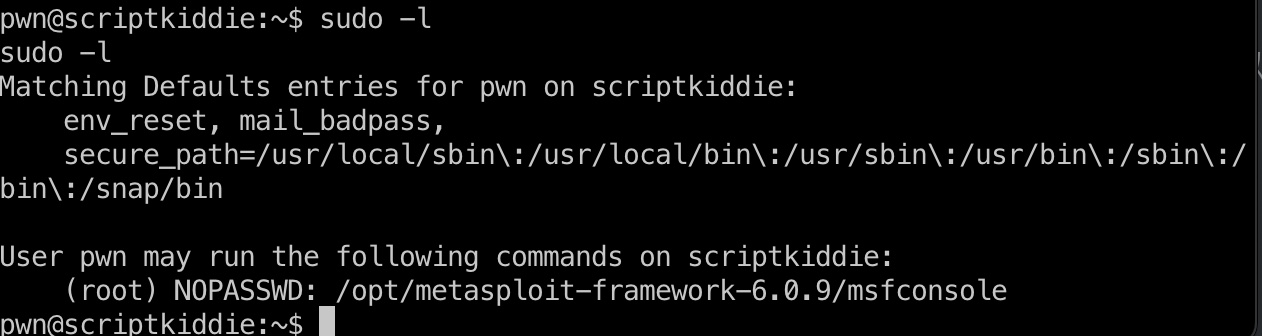 pwn@scriptkiddie:~$ sudo -l
sudo -l
Matching Defaults entries for pwn on scriptkiddie:
    env_reset, mail_badpass,
    secure_path=/usr/local/sbin\:/usr/local/bin\:/usr/sbin\:/usr/bin\:/sbin\:/
bin\:/snap/bin

User pwn may run the following commands on scriptkiddie:
    (root) NOPASSWD: /opt/metasploit-framework-6.0.9/msfconsole
pwn@scriptkiddie:~$